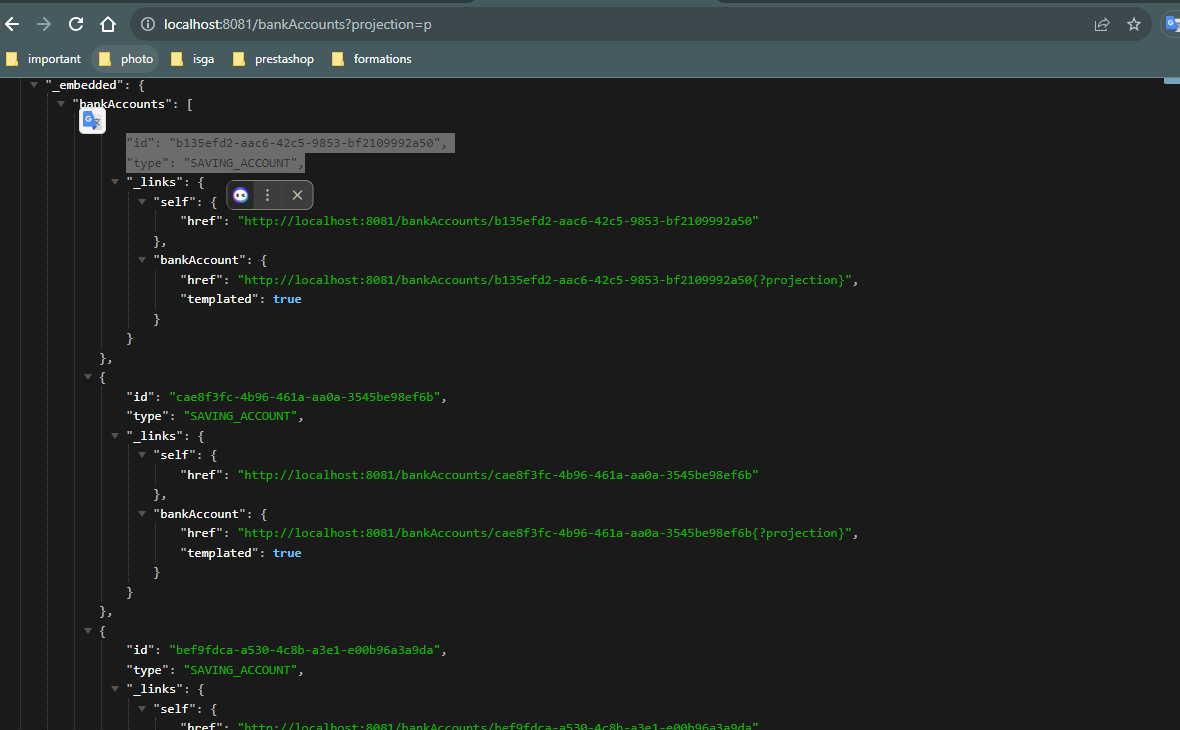 localhost:8081/bankAccounts?projection=p
important photo isga prestashop formations
"_embedded": {
"bankAccounts": [
"id": "b135efd2-aac6-42c5-9853-bf2109992a50",
"type": "SAVING_ACCOUNT",
"_links": {
"self": {
"href": "http://localhost:8081/bankAccounts/b135efd2-aac6-42c5-9853-bf2109992a50"
},
"bankAccount": {
"href": "http://localhost:8081/bankAccounts/b135efd2-aac6-42c5-9853-bf2109992a50{?projection}",
"templated": true
}
}
},
{
"id": "cae8f3fc-4b96-461a-aa0a-3545be98ef6b",
"type": "SAVING_ACCOUNT",
"_links": {
"self": {
"href": "http://localhost:8081/bankAccounts/cae8f3fc-4b96-461a-aa0a-3545be98ef6b"
},
"bankAccount": {
"href": "http://localhost:8081/bankAccounts/cae8f3fc-4b96-461a-aa0a-3545be98ef6b{?projection}",
"templated": true
}
}
},
{
"id": "bef9fdca-a530-4c8b-a3e1-e00b96a3a9da",
"type": "SAVING_ACCOUNT",
"_links": {
"self": {
"href": "http://localhost:8081/bankAccounts/bef9fdca-a530-4c8b-a3e1-e00b96a3a9da"